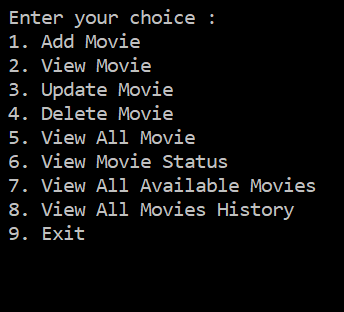 Enter your choice :
1. Add Movie
2. View Movie
3. Update Movie
4. Delete Movie
5. View All Movie
6. View Movie Status
7. View All Available Movies
8. View All Movies History
9. Exit